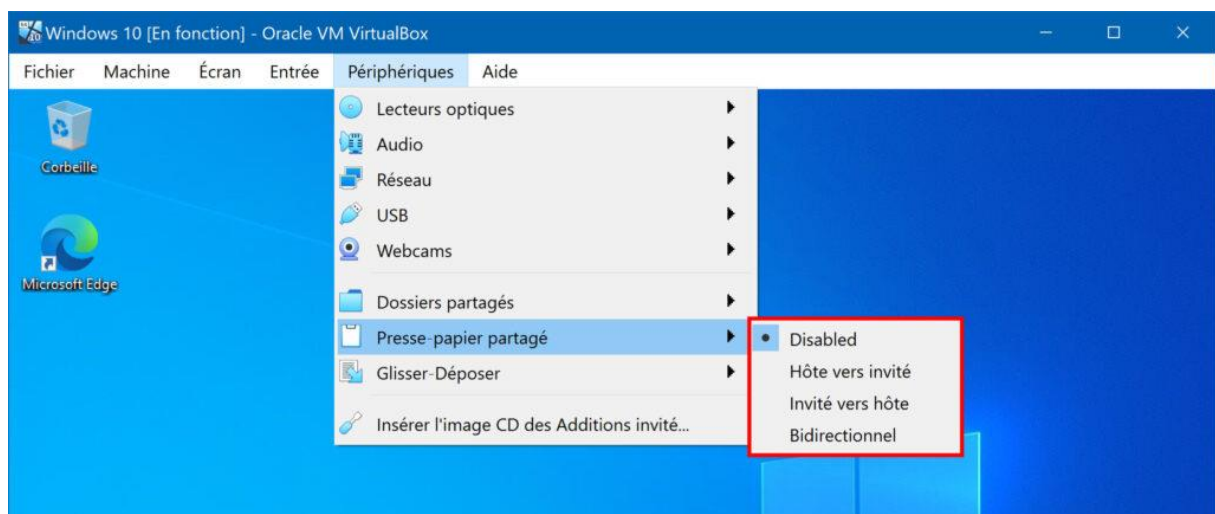 Windows 10 [En fonction] - Oracle VM VirtualBox
Fichier Machine Écran Entrée Périphériques Aide
Corbeille
Microsoft Edge
Lecteurs optiques
Audio
Réseau
USB
Webcams
Dossiers partagés
Presse-papier partagé
Glisser-Déposer
Insérer l'image CD des Additions invité...
Disabled
Hôte vers invité
Invité vers hôte
Bidirectionnel